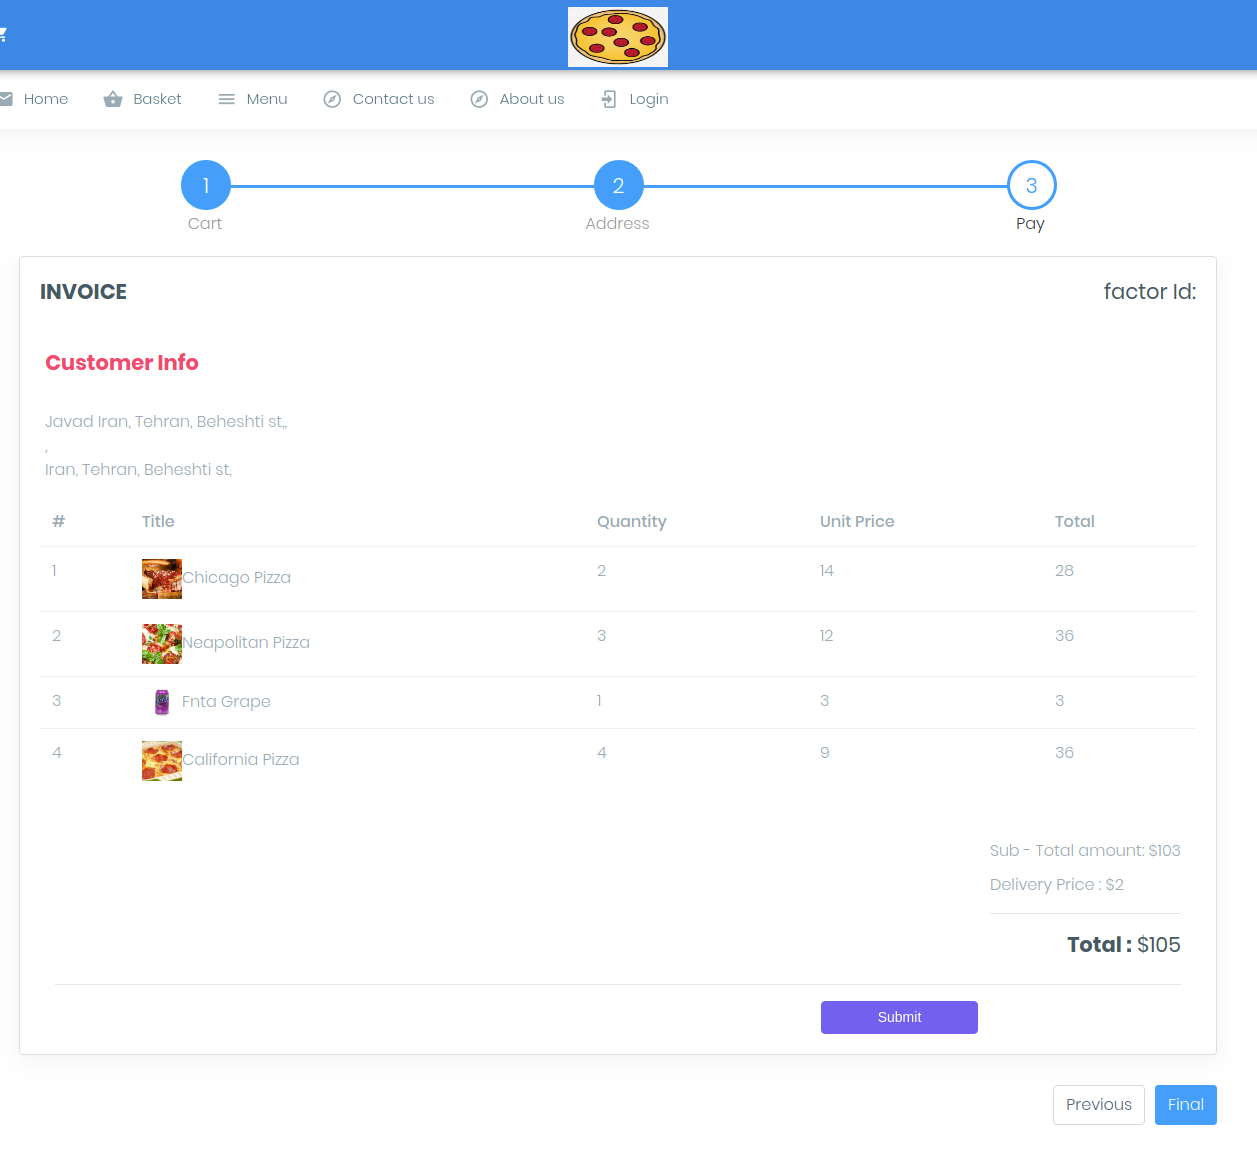 Home Basket Menu Contact us About us Login
1 2 3
Cart Address Pay
INVOICE factor Id:
Customer Info
Javad Iran, Tehran, Beheshti st,,
,
Iran, Tehran, Beheshti st,
# Title Quantity Unit Price Total
1 Chicago Pizza 2 14 28
2 Neapolitan Pizza 3 12 36
3 Fnta Grape 1 3 3
4 California Pizza 4 9 36
Sub - Total amount: $103
Delivery Price : $2
Total : $105
Submit
Previous Final